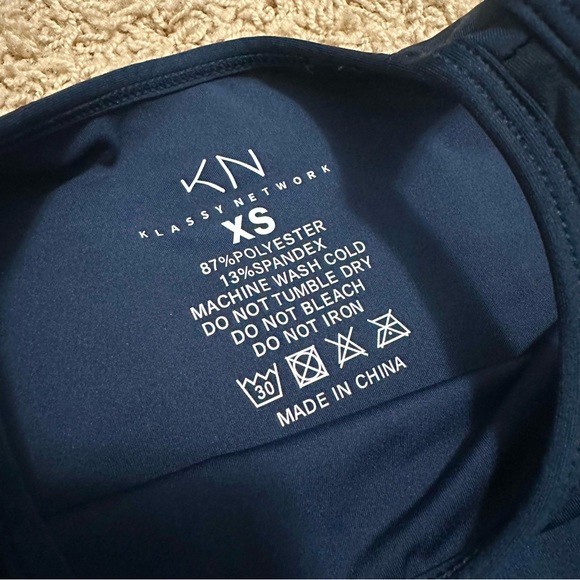 KN
KLASSY NETWORK
XS
87%POLYESTER
13%SPANDEX
MACHINE WASH COLD
DO NOT TUMBLE DRY
DO NOT BLEACH
DO NOT IRON
30
MADE IN CHINA